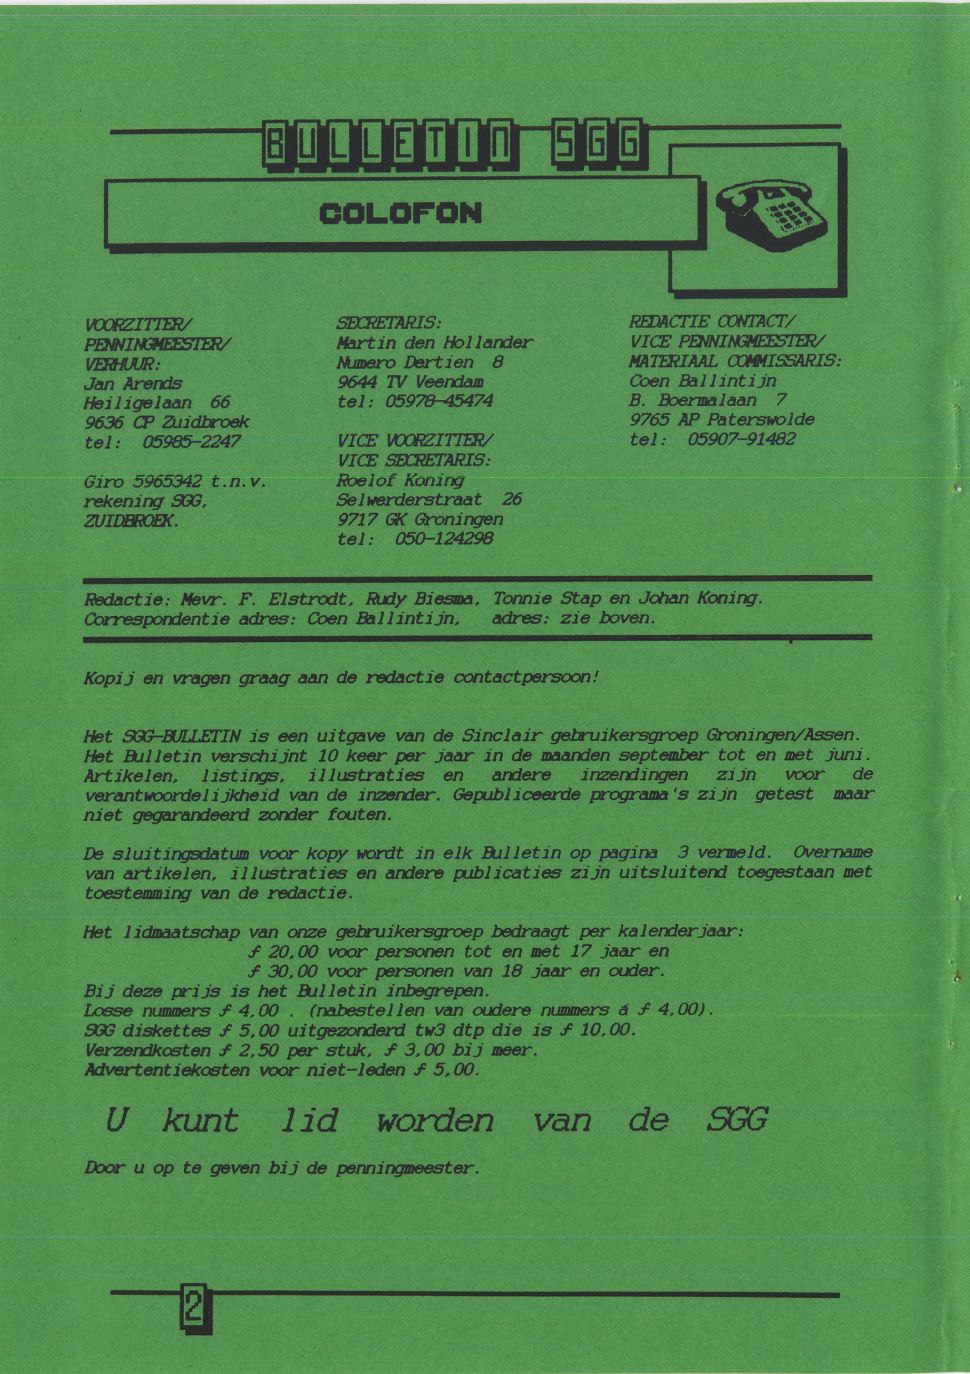 BULLETIN SGG
COLOFON
VOORZITTER/
PENNINGMEESTER/
VERHUUR:
Jan Arends
Heiligelaan 66
9636 CP Zuidbroek
tel: 05985-2247
Giro 5965342 t.n.v.
rekening SGG,
ZUIDBROEK.
SECRETARIS:
Martin den Hollander
Numero Dertien 8
9644 TV Veendam
tel: 05978-45474
VICE VOORZITTER/
VICE SECRETARIS:
Roelof Koning
Selwerderstraat 26
9717 GK Groningen
tel: 050-124298
REDACTIE CONTACT/
VICE PENNINGMEESTER/
MATERIAAL COMMISSARIS:
Coen Ballintijn
B. Boermalaan 7
9765 AP Paterswolde
tel: 05907-91482
Redactie: Mevr. F. Elstrodt, Rudy Biesma, Tonnie Stap en Johan Koning.
Correspondentie adres: Coen Ballintijn, adres: zie boven.
Kopij en vragen graag aan de redactie contactpersoon!
Het SGG-BULLETIN is een uitgave van de Sinclair gebruikersgroep Groningen/Assen.
Het Bulletin verschijnt 10 keer per jaar in de maanden september tot en met juni.
Artikelen, listings, illustraties en andere inzendingen zijn voor de
verantwoordelijkheid van de inzender. Gepubliceerde programa's zijn getest maar
niet gegarandeerd zonder fouten.
De sluitingsdatum voor kopy wordt in elk Bulletin op pagina 3 vermeld. Overname
van artikelen, illustraties en andere publicaties zijn uitsluitend toegestaan met
toestemming van de redactie.
Het lidmaatschap van onze gebruikersgroep bedraagt per kalenderjaar:
ƒ 20,00 voor personen tot en met 17 jaar en
ƒ 30,00 voor personen van 18 jaar en ouder.
Bij deze prijs is het Bulletin inbegrepen.
Losse nummers ƒ 4,00 . (nabestellen van oudere nummers á ƒ 4,00).
SGG diskettes ƒ 5,00 uitgezonderd tw3 dtp die is ƒ 10,00.
Verzendkosten ƒ 2,50 per stuk, ƒ 3,00 bij meer.
Advertentiekosten voor niet-leden ƒ 5,00.
U kunt lid worden van de SGG
Door u op te geven bij de penningmeester.
2